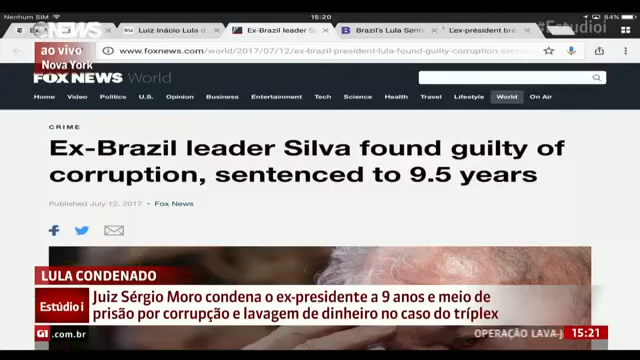 Nenhum SIM
15:20
84%
NEWS
#Estudioi
AO VIVO
Nova York
Luiz Inácio Lula
Ex-Brazil leader S
Brazil's Lula Sente
L'ex-président bre
www.foxnews.com/world/2017/07/12/ex-brazil-president-lula-found-guilty-corruption-sentenced
FOX NEWS World
Home Video Politics U.S. Opinion Business Entertainment Tech Science Health Travel Lifestyle World On Air
CRIME
Ex-Brazil leader Silva found guilty of
corruption, sentenced to 9.5 years
Published July 12, 2017 • Fox News
LULA CONDENADO
Estúdio i
Juiz Sérgio Moro condena o ex-presidente a 9 anos e meio de
prisão por corrupção e lavagem de dinheiro no caso do tríplex
G1.com.br
OPERAÇÃO LAVA-J
15:21